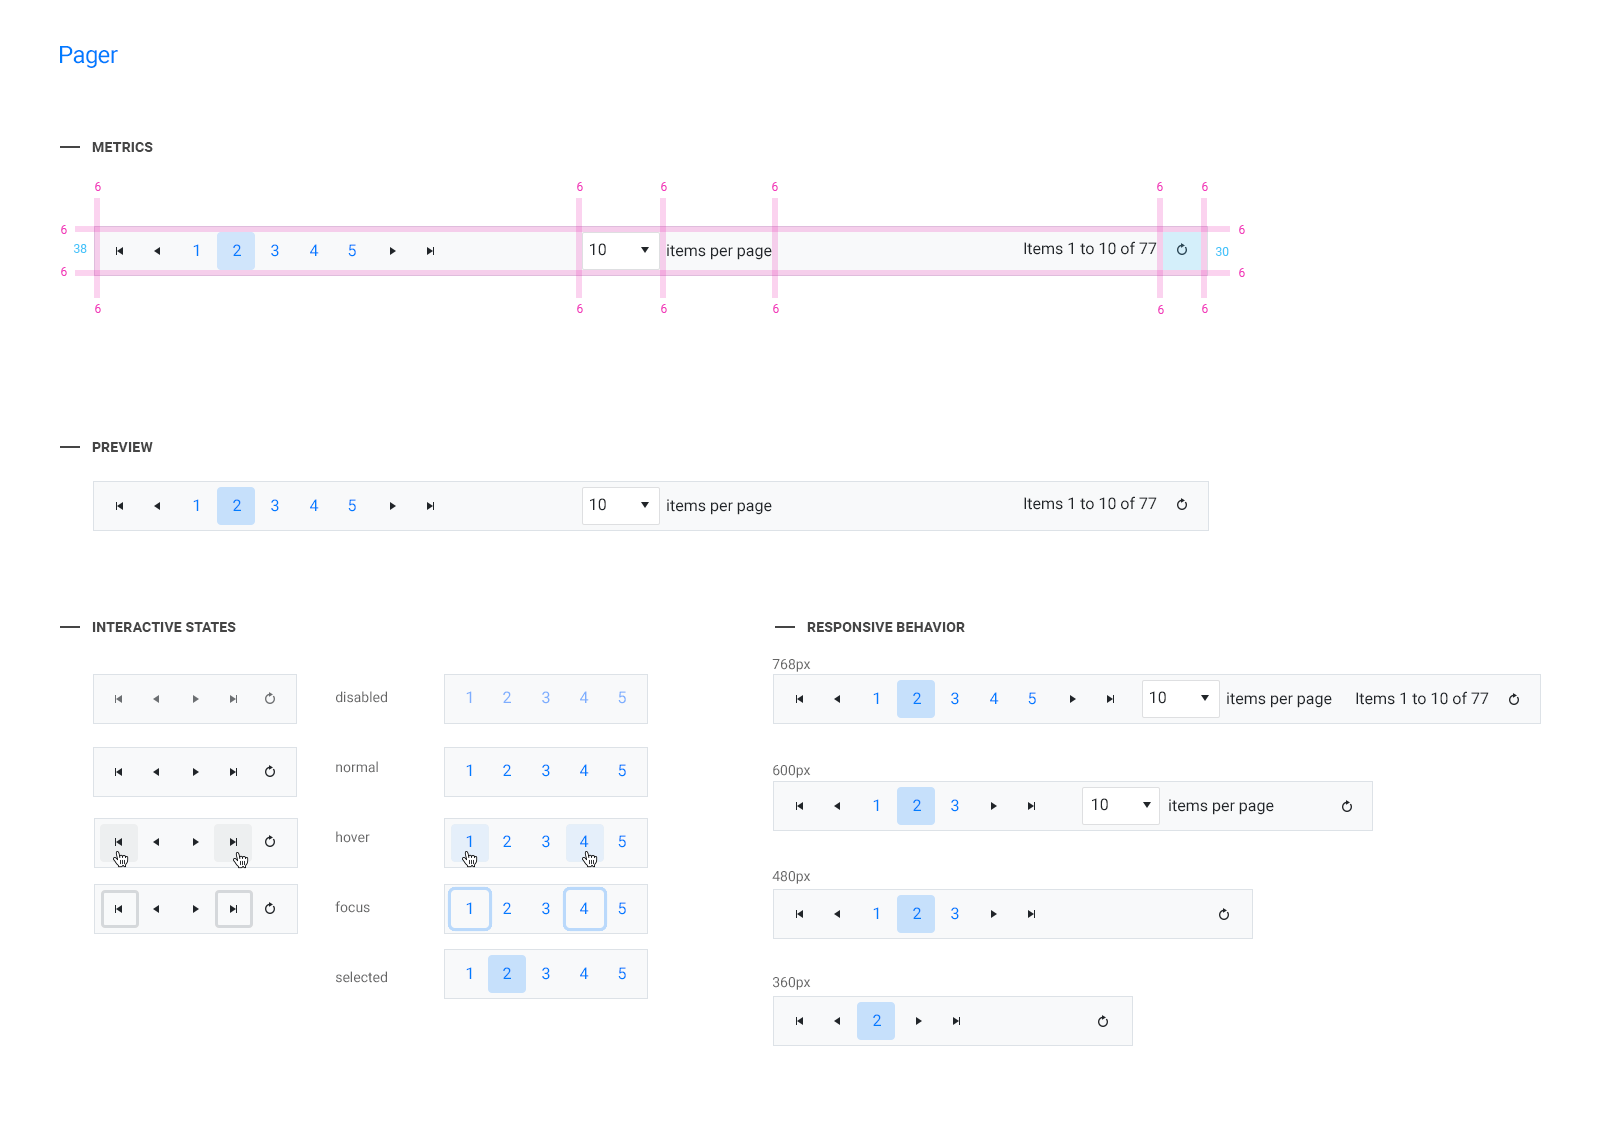 Pager
METRICS
6 6 6 6 6 6
6 6
38 1 2 3 4 5 10 items per page Items 1 to 10 of 77 30
6 6
6 6 6 6 6 6
PREVIEW
1 2 3 4 5 10 items per page Items 1 to 10 of 77
INTERACTIVE STATES
disabled 1 2 3 4 5
normal 1 2 3 4 5
hover 1 2 3 4 5
focus 1 2 3 4 5
selected 1 2 3 4 5
RESPONSIVE BEHAVIOR
768px
1 2 3 4 5 10 items per page Items 1 to 10 of 77
600px
1 2 3 10 items per page
480px
1 2 3
360px
2